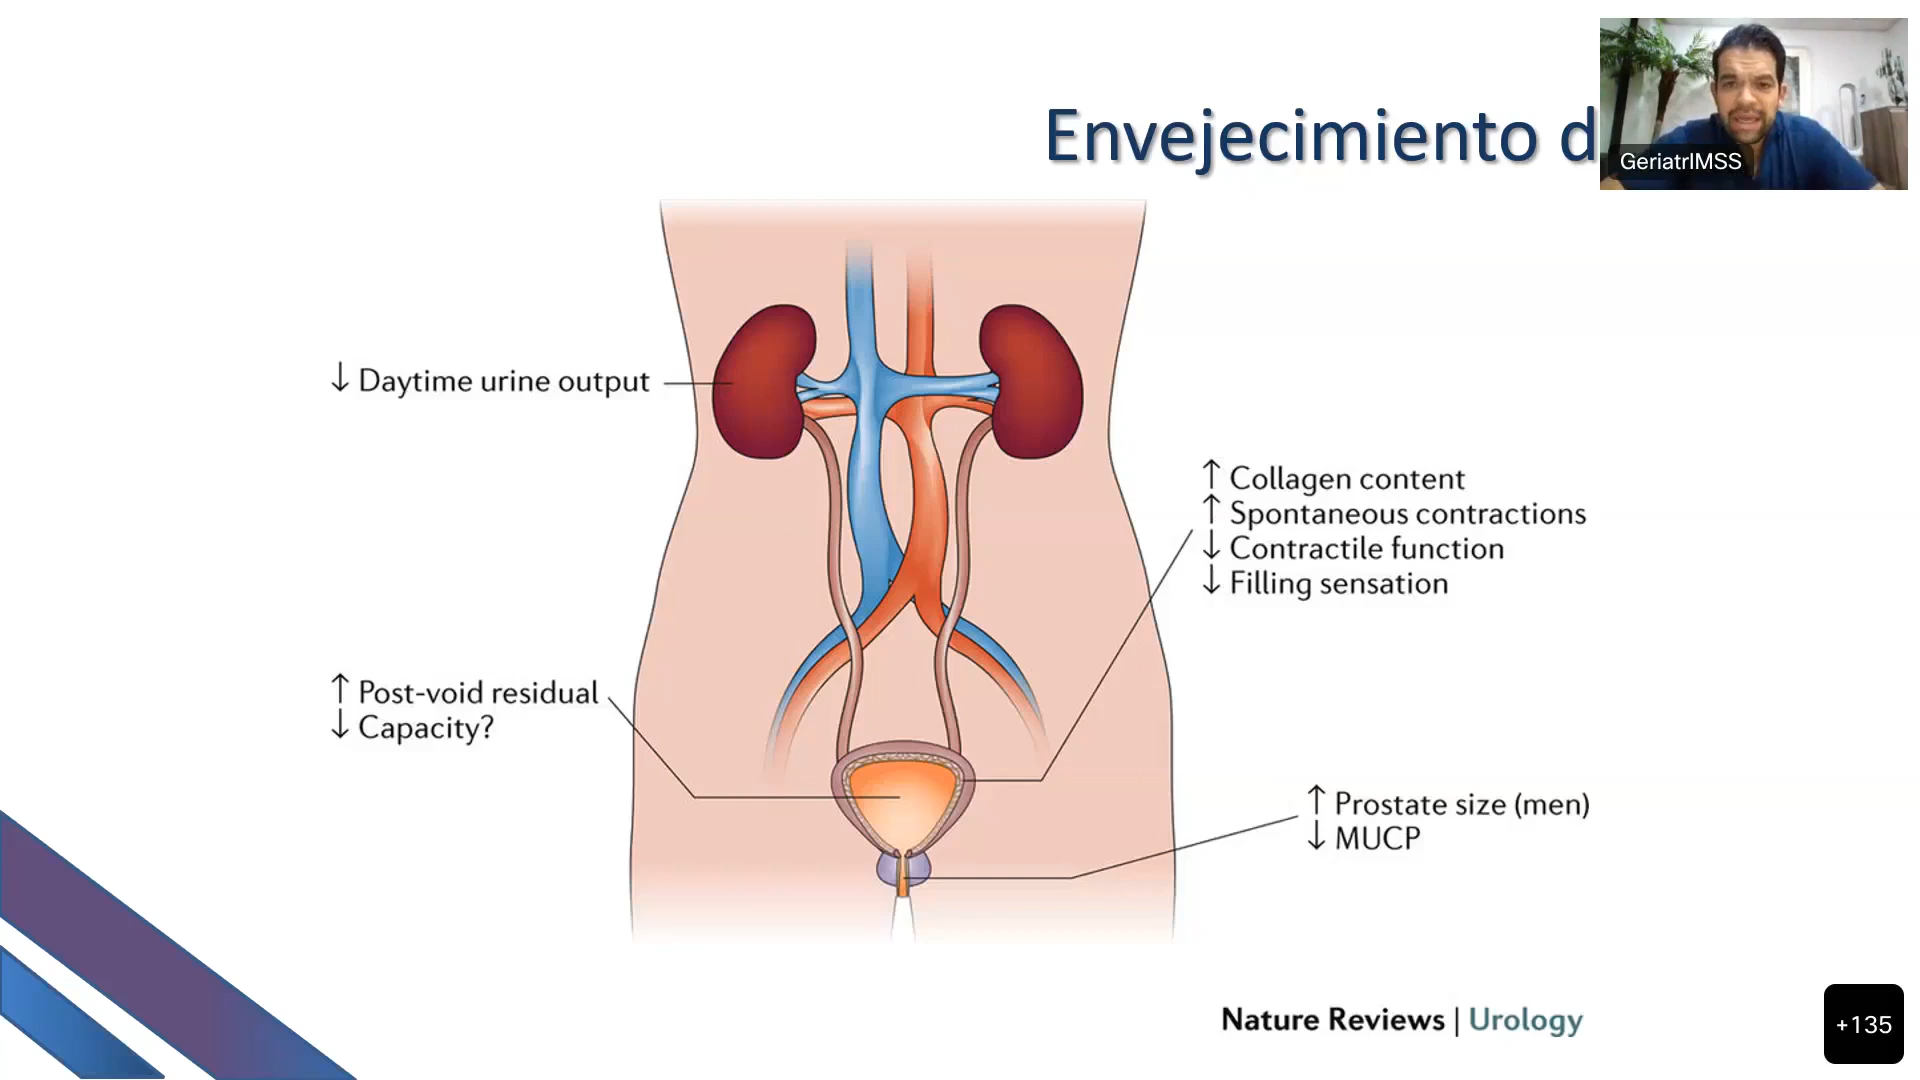 Envejecimiento d
GeriatrIMSS
↓ Daytime urine output
↑ Collagen content
↑ Spontaneous contractions
↓ Contractile function
↓ Filling sensation
↑ Post-void residual
↓ Capacity?
↑ Prostate size (men)
↓ MUCP
Nature Reviews | Urology
+135